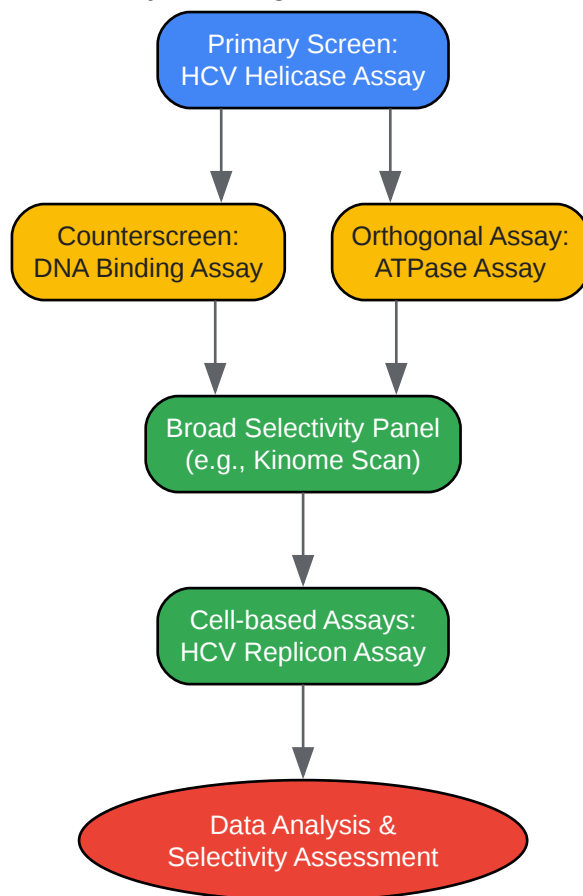 Primary Screen:
HCV Helicase Assay
Counterscreen:
DNA Binding Assay
Orthogonal Assay:
ATPase Assay
Broad Selectivity Panel
(e.g., Kinome Scan)
Cell-based Assays:
HCV Replicon Assay
Data Analysis &
Selectivity Assessment